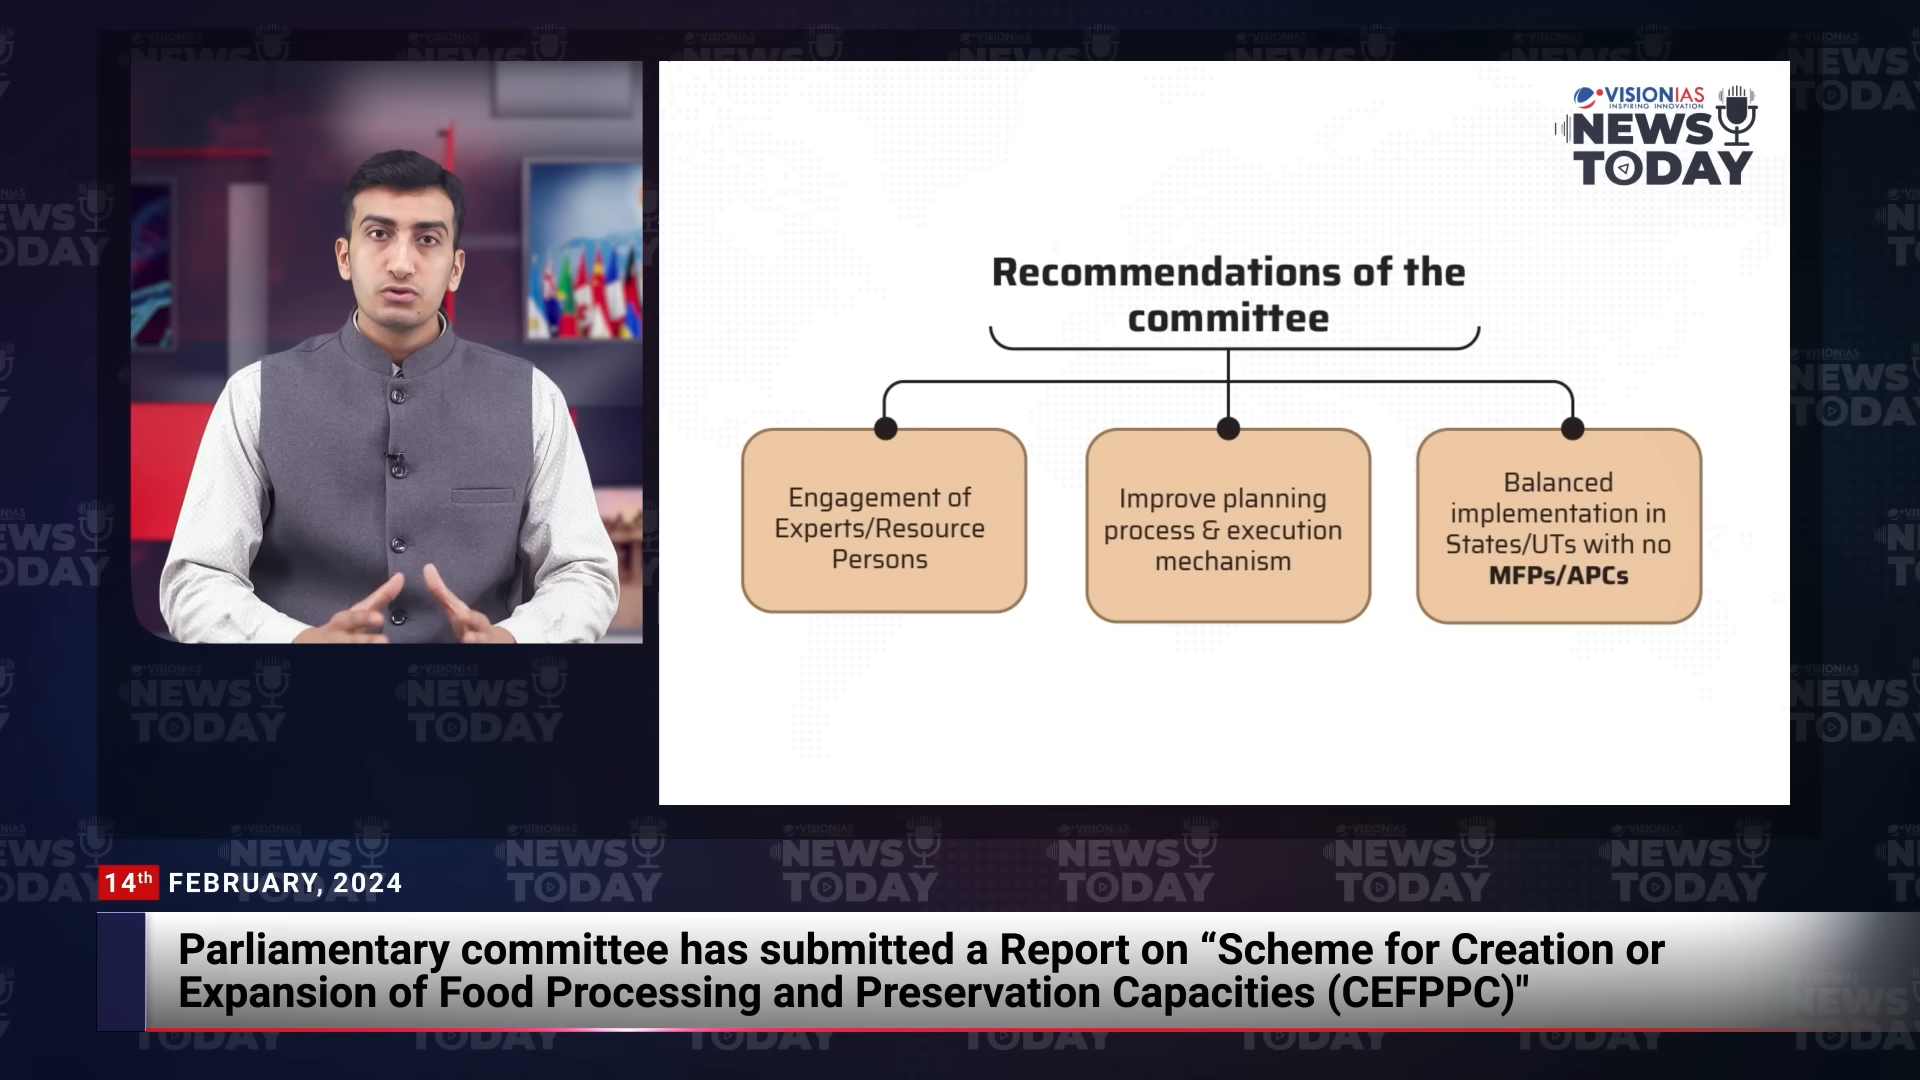 VISIONIAS
INSPIRING INNOVATION
NEWS
TODAY
Recommendations of the
committee
Engagement of
Experts/Resource
Persons
Improve planning
process & execution
mechanism
Balanced
implementation in
States/UTs with no
MFPs/APCs
14th FEBRUARY, 2024
Parliamentary committee has submitted a Report on “Scheme for Creation or
Expansion of Food Processing and Preservation Capacities (CEFPPC)"